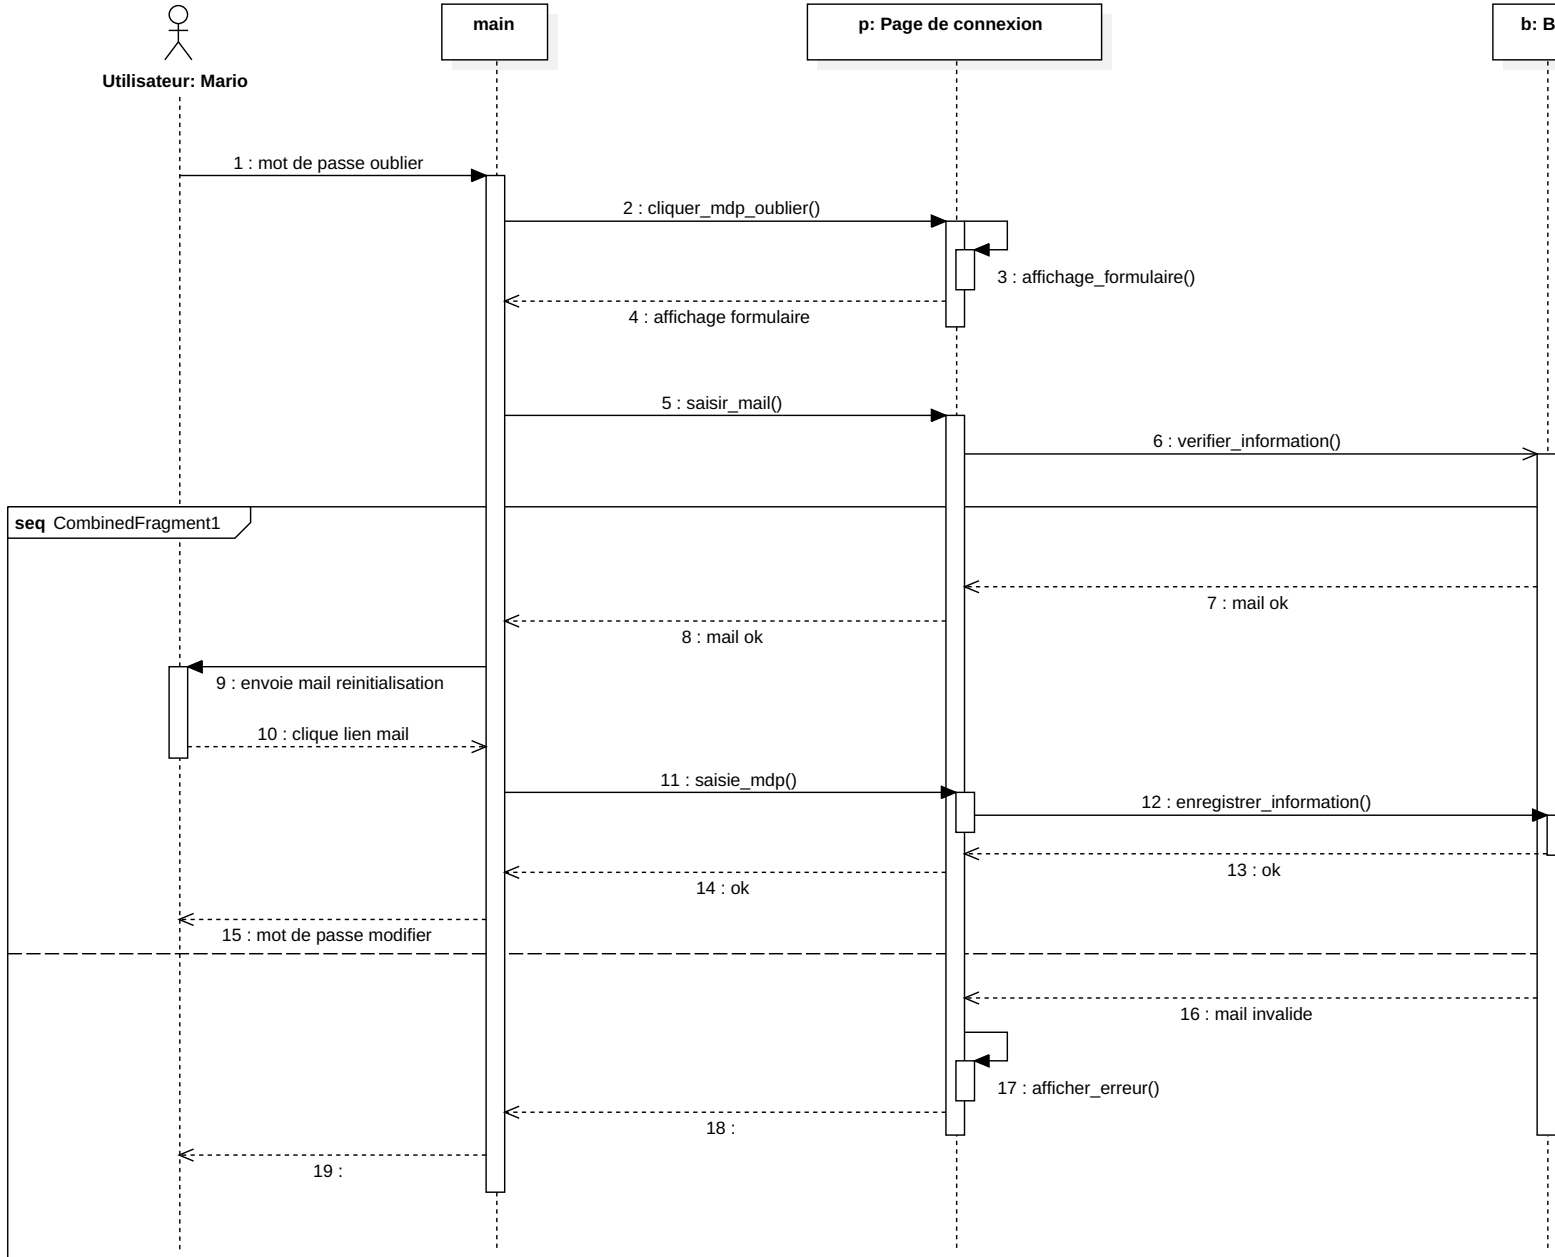 main
p: Page de connexion
b: B
Utilisateur: Mario
1 : mot de passe oublier
2 : cliquer_mdp_oublier()
3 : affichage_formulaire()
4 : affichage formulaire
5 : saisir_mail()
6 : verifier_information()
seq CombinedFragment1
7 : mail ok
8 : mail ok
9 : envoie mail reinitialisation
10 : clique lien mail
11 : saisie_mdp()
12 : enregistrer_information()
13 : ok
14 : ok
15 : mot de passe modifier
16 : mail invalide
17 : afficher_erreur()
18 :
19 :